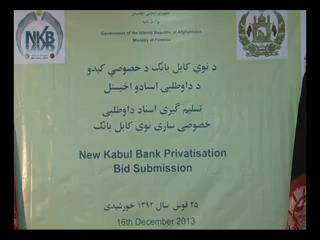 NKB
Government of the Islamic Republic of Afghanistan
Ministry of Finance
د نوي کابل بانک د خصوصي کېدو
د داوطلبۍ اسنادو اخیستل
تسلیم گیری اسناد داوطلبی
خصوصی سازی نوی کابل بانک
New Kabul Bank Privatisation
Bid Submission
۲۵ قوس سال ۱۳۹۲ خورشیدی
16th December 2013